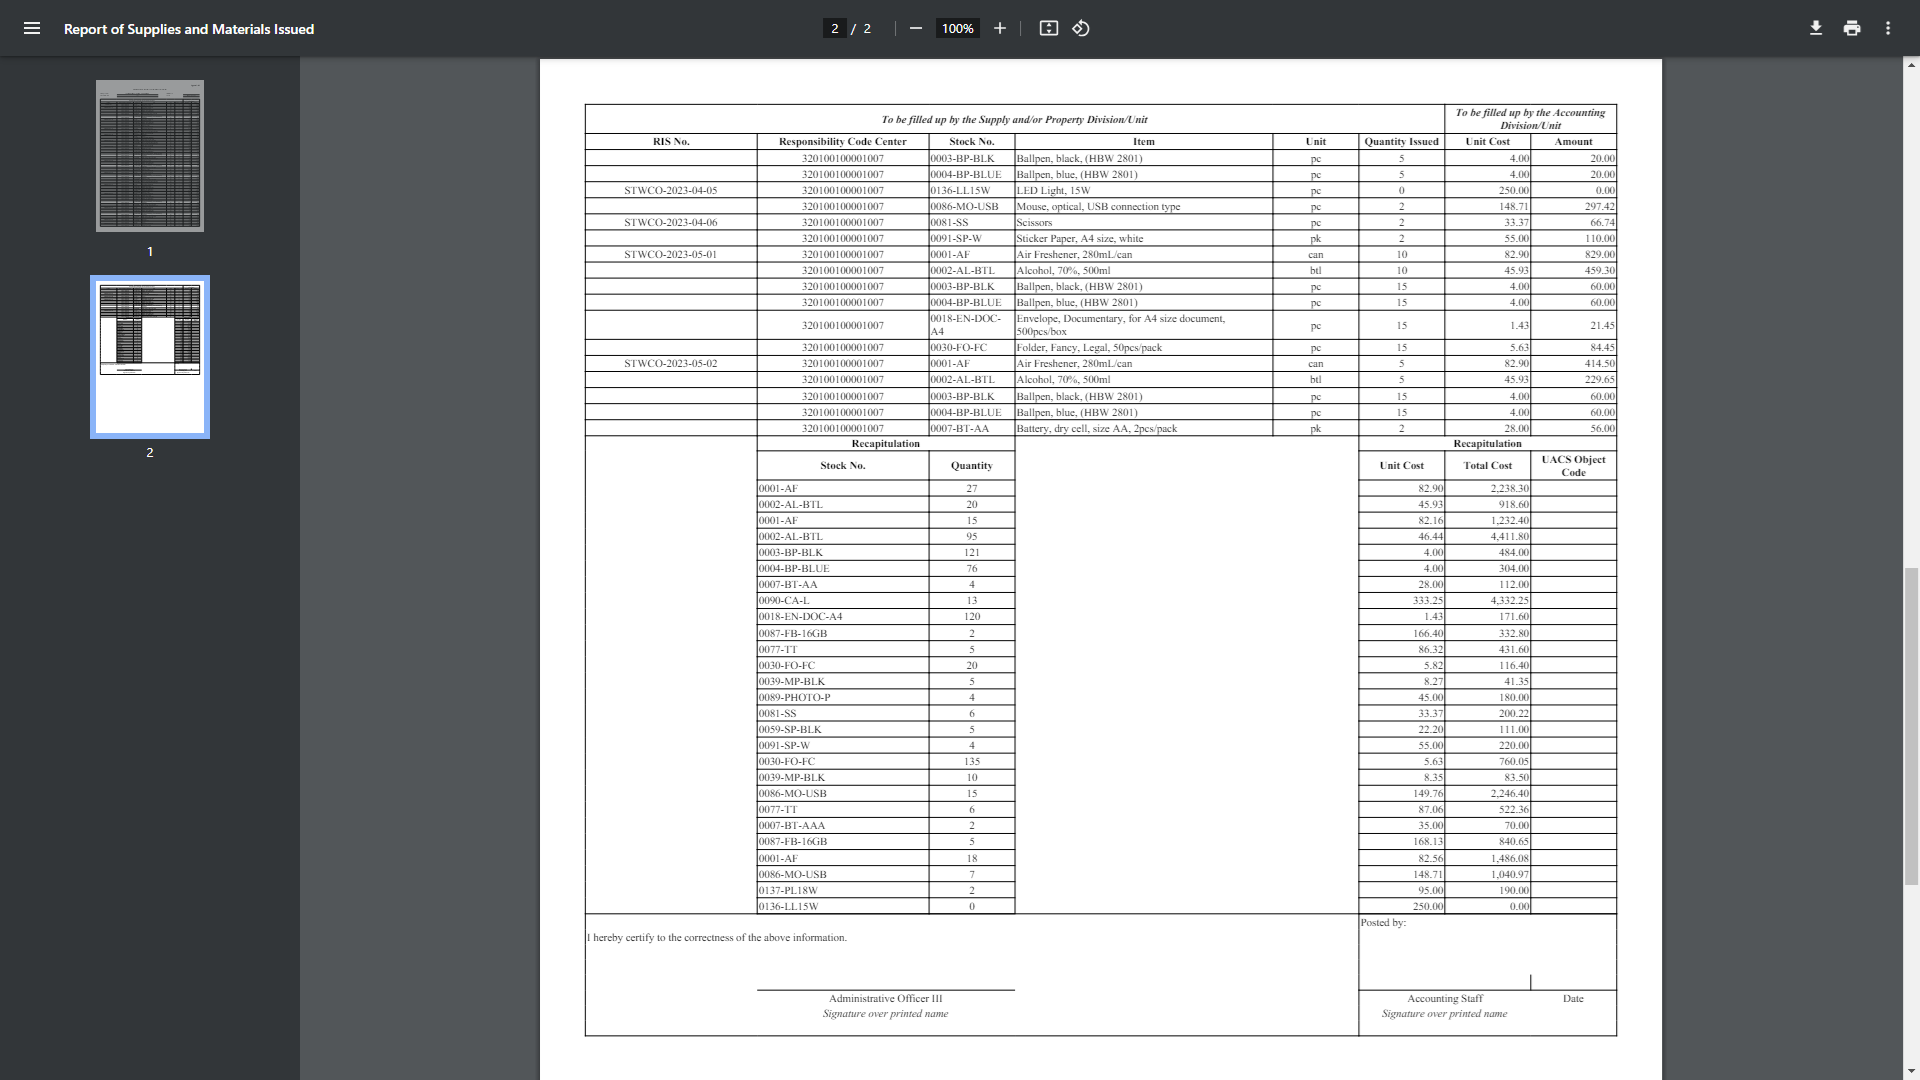 Report of Supplies and Materials Issued
2 / 2
100%
1
2
To be filled up by the Supply and/or Property Division/Unit
To be filled up by the Accounting Division/Unit
RIS No. Responsibility Code Center Stock No. Item Unit Quantity Issued Unit Cost Amount
320100100001007 0003-BP-BLK Ballpen, black, (HBW 2801) pc 5 4.00 20.00
320100100001007 0004-BP-BLUE Ballpen, blue, (HBW 2801) pc 5 4.00 20.00
STWCO-2023-04-05 320100100001007 0136-LL15W LED Light, 15W pc 0 250.00 0.00
320100100001007 0086-MO-USB Mouse, optical, USB connection type pc 2 148.71 297.42
STWCO-2023-04-06 320100100001007 0081-SS Scissors pc 2 33.37 66.74
320100100001007 0091-SP-W Sticker Paper, A4 size, white pk 2 55.00 110.00
STWCO-2023-05-01 320100100001007 0001-AF Air Freshener, 280mL/can can 10 82.90 829.00
320100100001007 0002-AL-BTL Alcohol, 70%, 500ml btl 10 45.93 459.30
320100100001007 0003-BP-BLK Ballpen, black, (HBW 2801) pc 15 4.00 60.00
320100100001007 0004-BP-BLUE Ballpen, blue, (HBW 2801) pc 15 4.00 60.00
320100100001007 0018-EN-DOC-A4 Envelope, Documentary, for A4 size document, 500pcs/box pc 15 1.43 21.45
320100100001007 0030-FO-FC Folder, Fancy, Legal, 50pcs/pack pc 15 5.63 84.45
STWCO-2023-05-02 320100100001007 0001-AF Air Freshener, 280mL/can can 5 82.90 414.50
320100100001007 0002-AL-BTL Alcohol, 70%, 500ml btl 5 45.93 229.65
320100100001007 0003-BP-BLK Ballpen, black, (HBW 2801) pc 15 4.00 60.00
320100100001007 0004-BP-BLUE Ballpen, blue, (HBW 2801) pc 15 4.00 60.00
320100100001007 0007-BT-AA Battery, dry cell, size AA, 2pcs/pack pk 2 28.00 56.00
Recapitulation Recapitulation
Stock No. Quantity Unit Cost Total Cost UACS Object Code
0001-AF 27 82.90 2,238.30
0002-AL-BTL 20 45.93 918.60
0001-AF 15 82.16 1,232.40
0002-AL-BTL 95 46.44 4,411.80
0003-BP-BLK 121 4.00 484.00
0004-BP-BLUE 76 4.00 304.00
0007-BT-AA 4 28.00 112.00
0090-CA-L 13 333.25 4,332.25
0018-EN-DOC-A4 120 1.43 171.60
0087-FB-16GB 2 166.40 332.80
0077-TT 5 86.32 431.60
0030-FO-FC 20 5.82 116.40
0039-MP-BLK 5 8.27 41.35
0089-PHOTO-P 4 45.00 180.00
0081-SS 6 33.37 200.22
0059-SP-BLK 5 22.20 111.00
0091-SP-W 4 55.00 220.00
0030-FO-FC 135 5.63 760.05
0039-MP-BLK 10 8.35 83.50
0086-MO-USB 15 149.76 2,246.40
0077-TT 6 87.06 522.36
0007-BT-AAA 2 35.00 70.00
0087-FB-16GB 5 168.13 840.65
0001-AF 18 82.56 1,486.08
0086-MO-USB 7 148.71 1,040.97
0137-PL18W 2 95.00 190.00
0136-LL15W 0 250.00 0.00
Posted by:
I hereby certify to the correctness of the above information.
Administrative Officer III Accounting Staff Date
Signature over printed name Signature over printed name